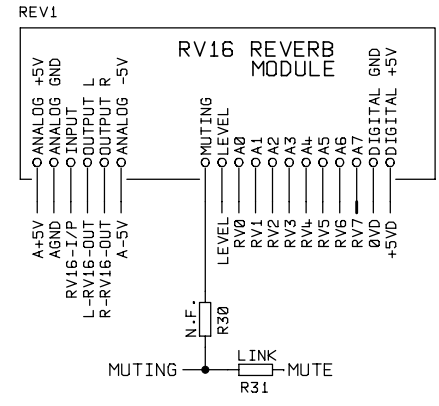 REV1
RV16 REVERB
MODULE
ANALOG +5V
ANALOG GND
INPUT
OUTPUT L
OUTPUT R
ANALOG -5V
MUTING
LEVEL
A0
A1
A2
A3
A4
A5
A6
A7
DIGITAL GND
DIGITAL +5V
A+5V
AGND
RV16-I/P
L-RV16-OUT
R-RV16-OUT
A-5V
LEVEL
RV0
RV1
RV2
RV3
RV4
RV5
RV6
RV7
0VD
+5VD
N.F.
R30
MUTING
LINK
MUTE
R31